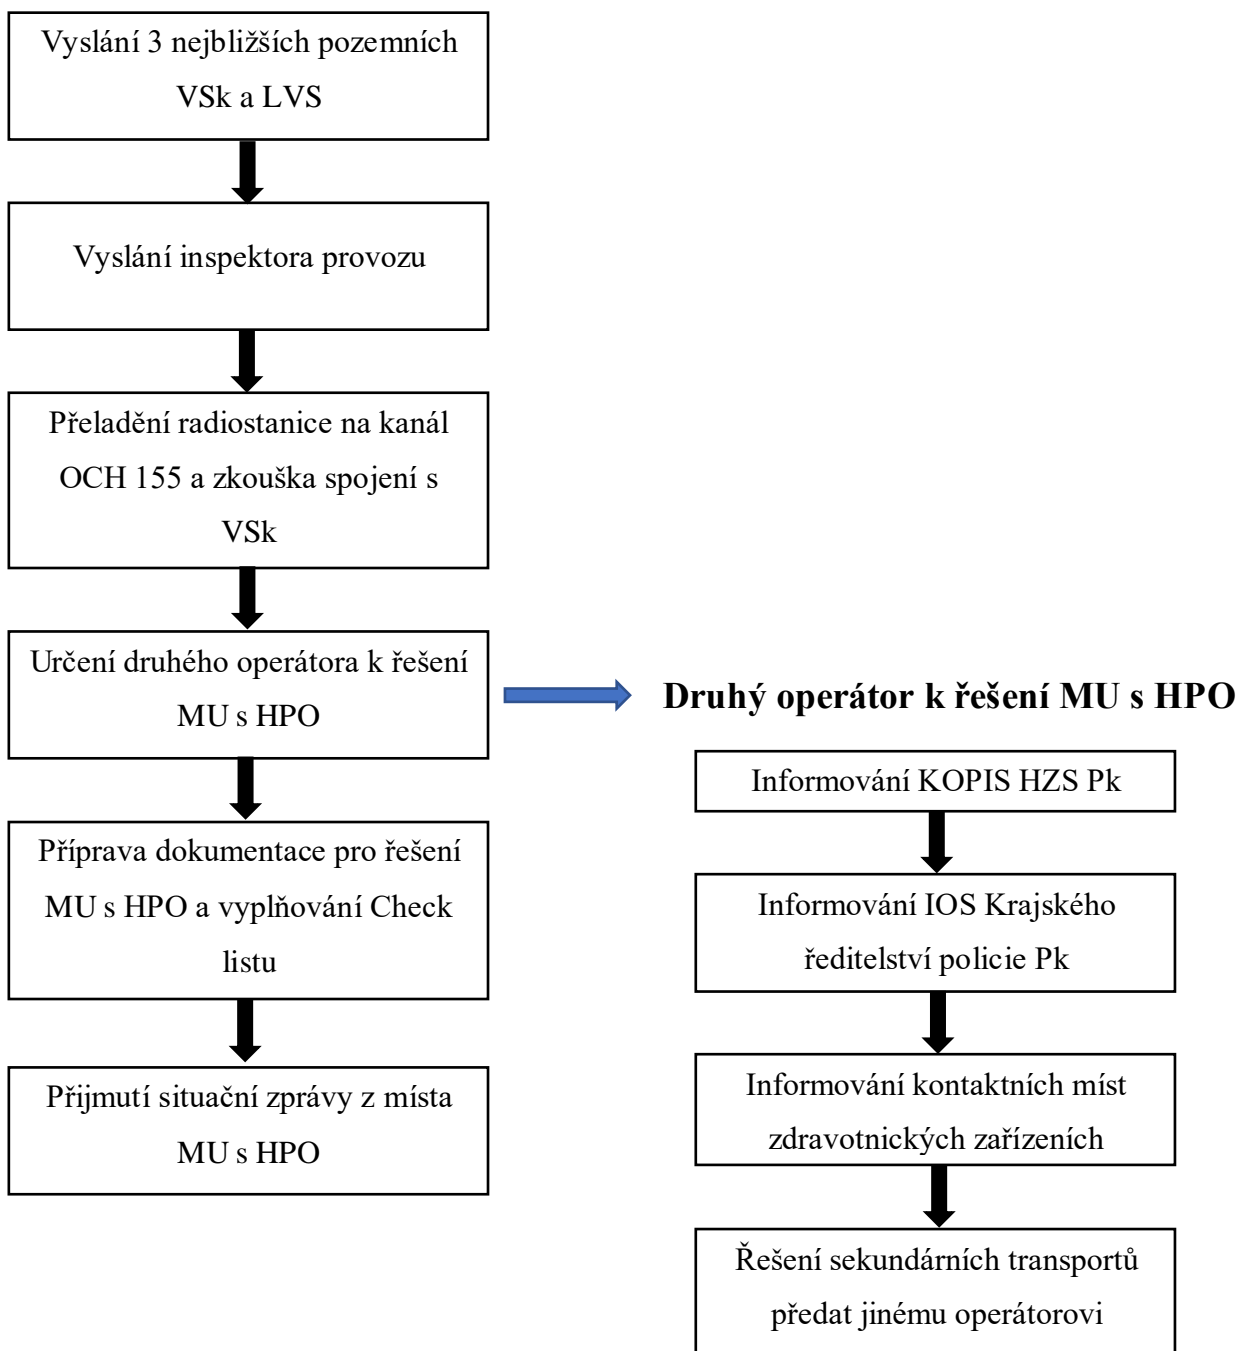 Vyslání 3 nejbližších pozemních
VSk a LVS
Vyslání inspektora provozu
Přeladění radiostanice na kanál
OCH 155 a zkouška spojení s
VSk
Určení druhého operátora k řešení
MU s HPO
Příprava dokumentace pro řešení
MU s HPO a vyplňování Check
listu
Přijmutí situační zprávy z místa
MU s HPO
Druhý operátor k řešení MU s HPO
Informování KOPIS HZS Pk
Informování IOS Krajského
ředitelství policie Pk
Informování kontaktních míst
zdravotnických zařízeních
Řešení sekundárních transportů
předat jinému operátorovi